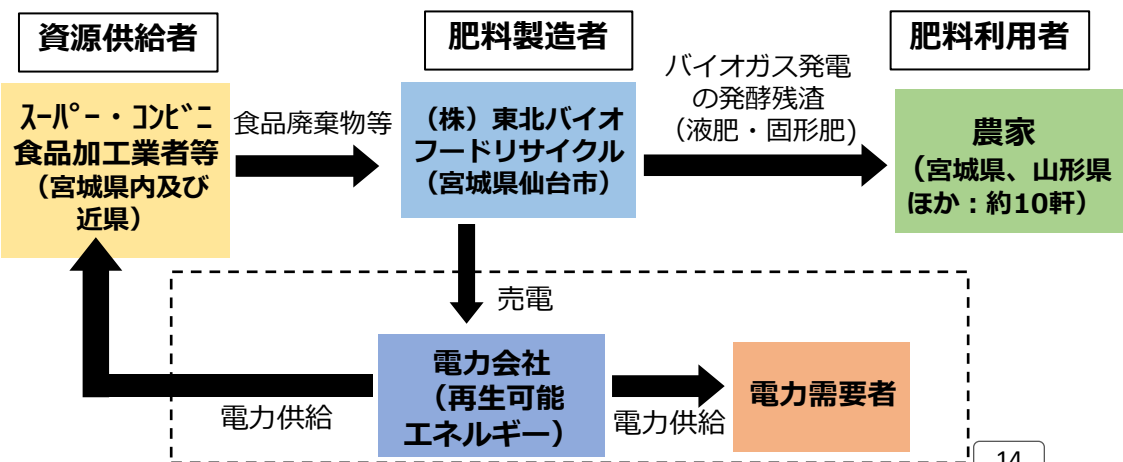 資源供給者
肥料製造者
肥料利用者
ｽｰﾊﾟｰ・ｺﾝﾋﾞﾆ
食品加工業者等
（宮城県内及び
近県）
食品廃棄物等
（株）東北バイオ
フードリサイクル
（宮城県仙台市）
バイオガス発電
の発酵残渣
（液肥・固形肥)
農家
（宮城県、山形県
ほか：約10軒）
売電
電力会社
（再生可能
エネルギー）
電力供給
電力供給
電力需要者
14